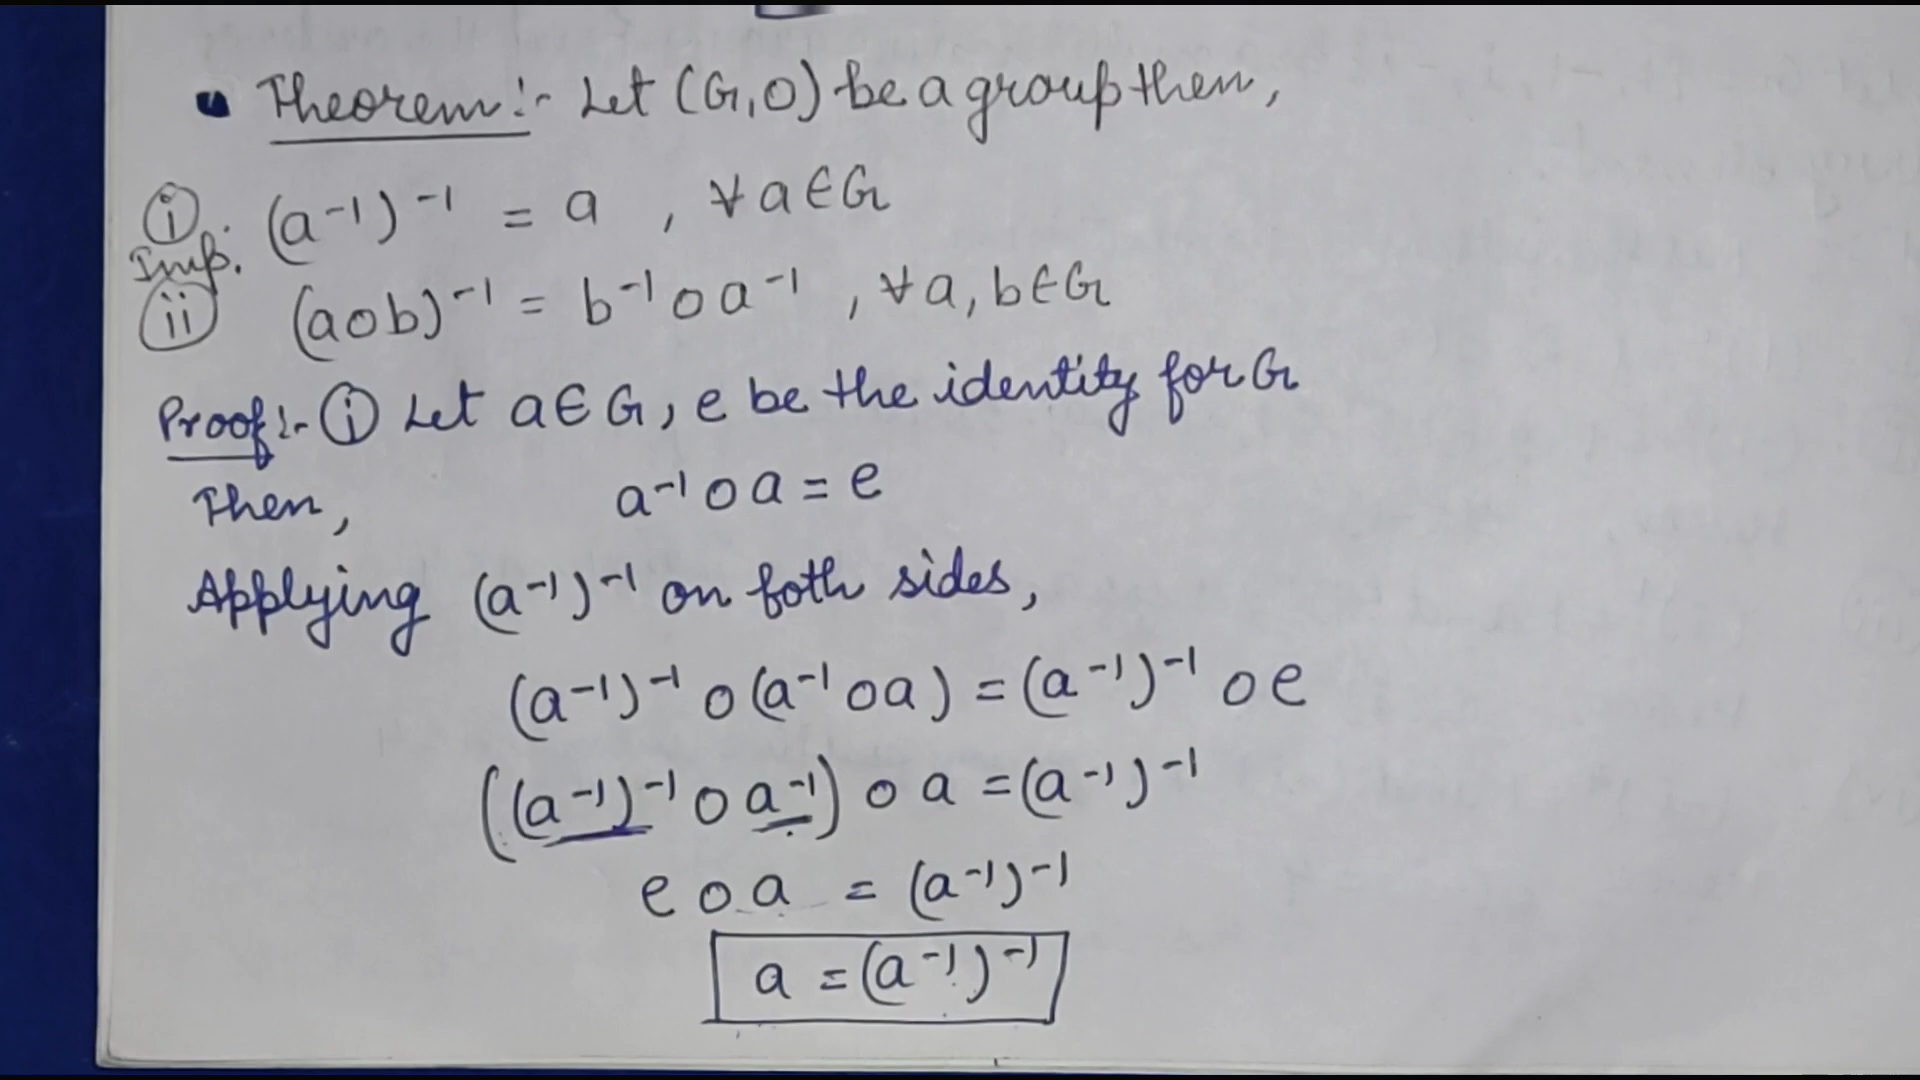 Theorem:- Let (G,o) be a group then,
(i). (a⁻¹)⁻¹ = a , ∀ a ∈ G
Imp.
(ii) (aob)⁻¹ = b⁻¹ o a⁻¹ , ∀ a, b ∈ G
Proof:- (i) Let a ∈ G, e be the identity for G
Then, a⁻¹ o a = e
Applying (a⁻¹)⁻¹ on both sides,
(a⁻¹)⁻¹ o (a⁻¹ o a) = (a⁻¹)⁻¹ o e
((a⁻¹)⁻¹ o a⁻¹) o a = (a⁻¹)⁻¹
e o a = (a⁻¹)⁻¹
a = (a⁻¹)⁻¹